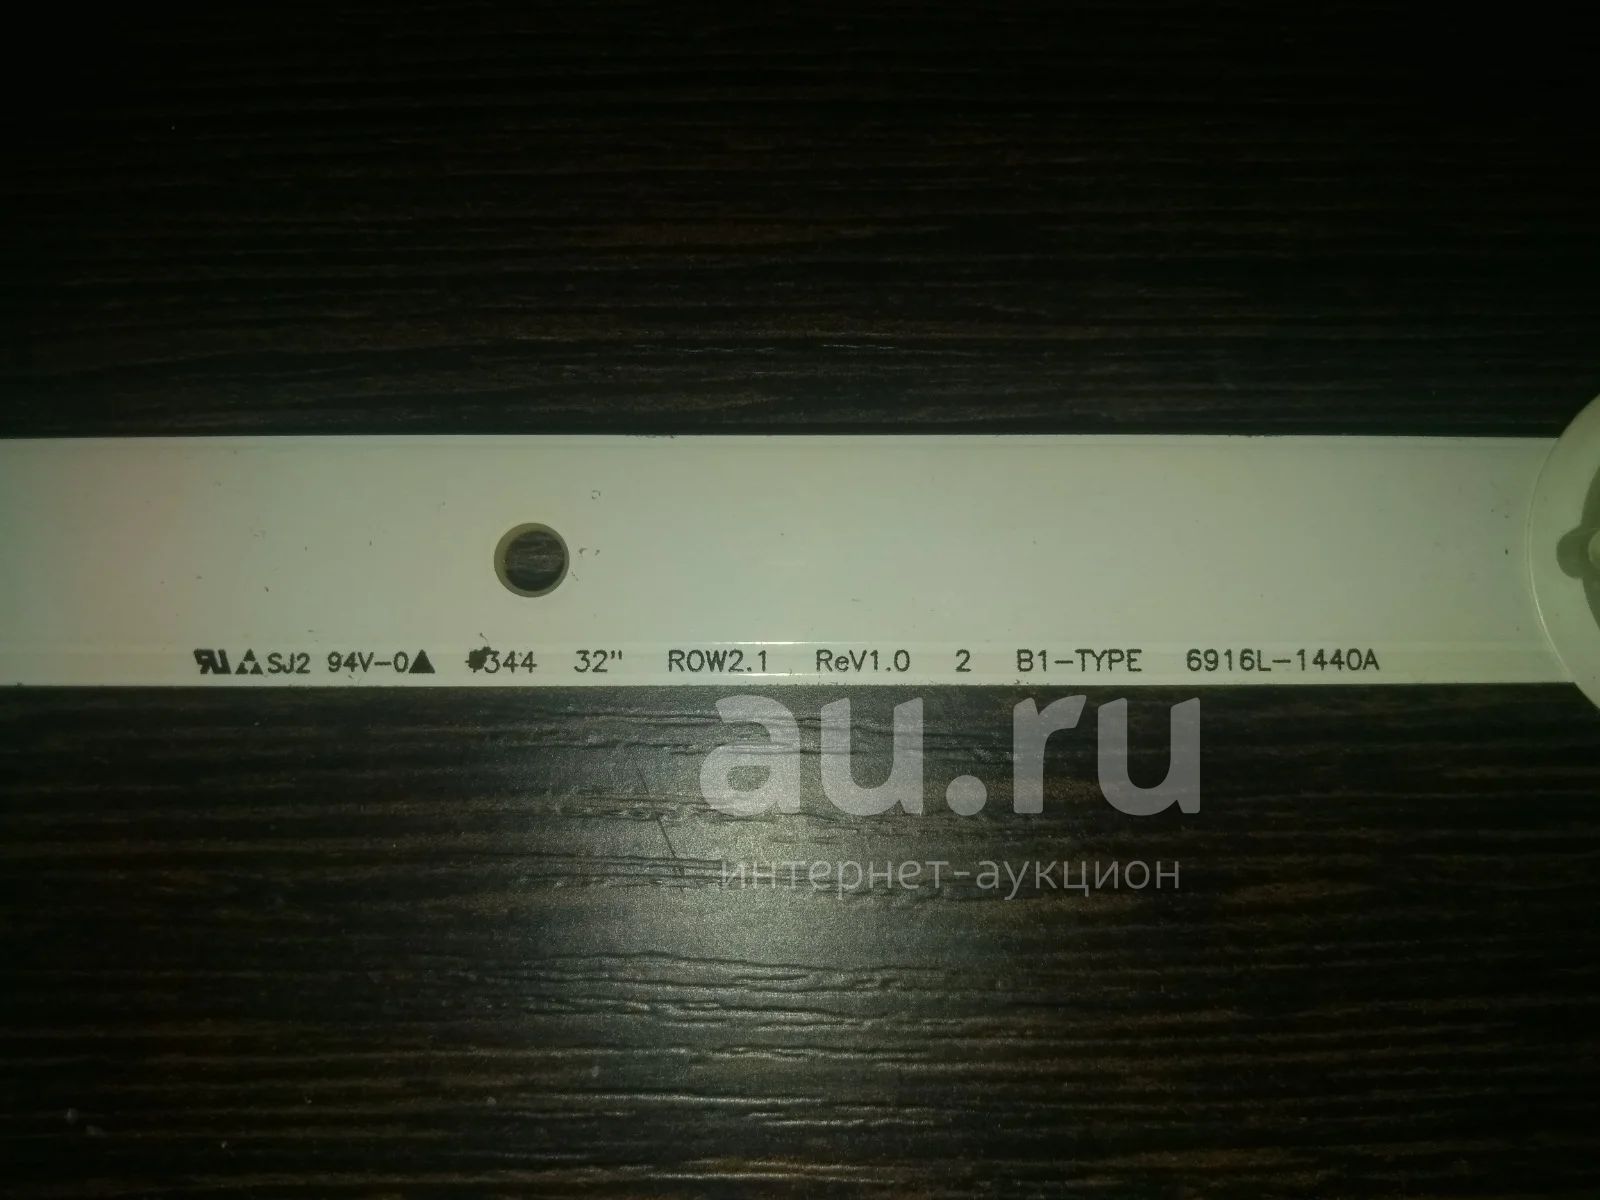 SJ2 94V-0 344 32" ROW2.1 ReV1.0 2 B1-TYPE 6916L-1440A
au.ru
интернет-аукцион